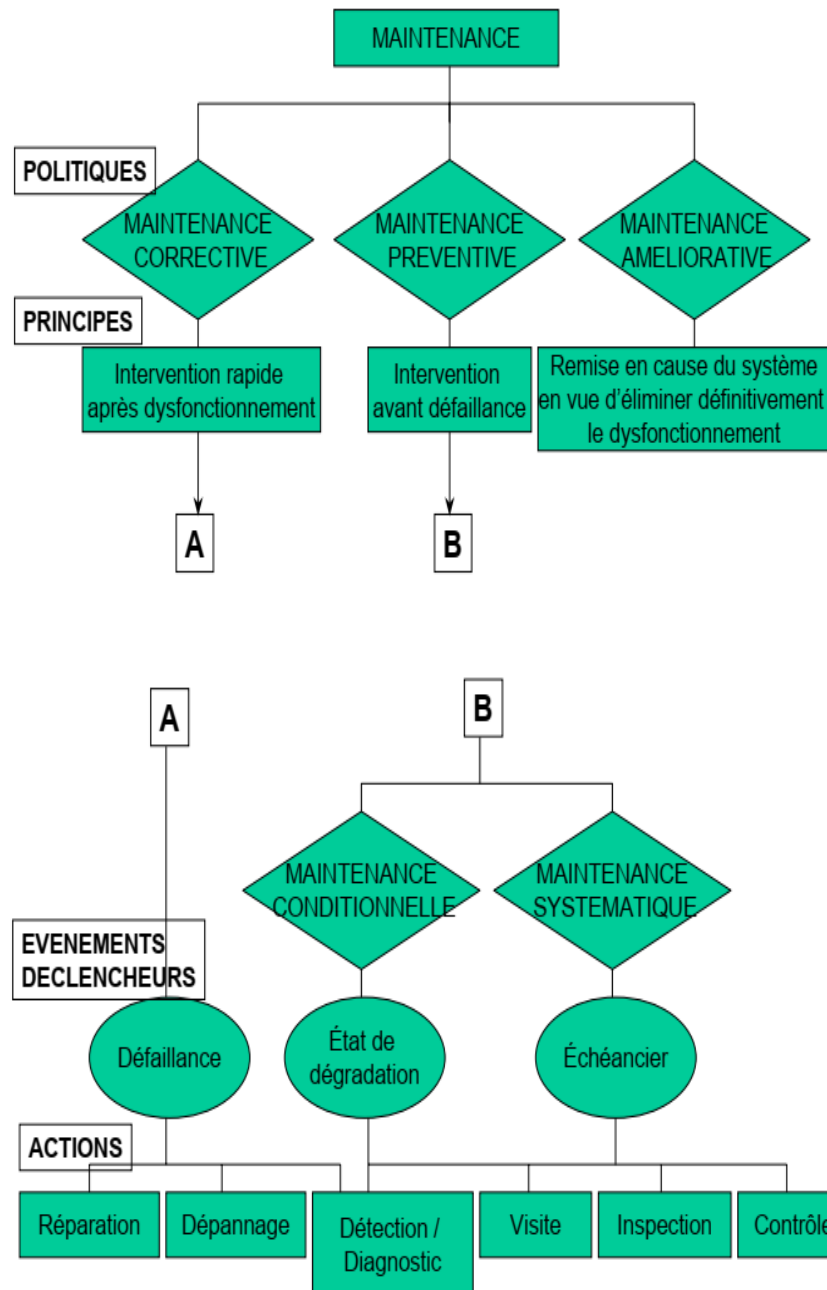 MAINTENANCE
POLITIQUES
MAINTENANCE
CORRECTIVE
MAINTENANCE
PREVENTIVE
MAINTENANCE
AMELIORATIVE
PRINCIPES
Intervention rapide
après dysfonctionnement
Intervention
avant défaillance
Remise en cause du système
en vue d'éliminer définitivement
le dysfonctionnement
A
B
A
B
MAINTENANCE
CONDITIONNELLE
MAINTENANCE
SYSTEMATIQUE
EVENEMENTS
DECLENCHEURS
Défaillance
État de
dégradation
Échéancier
ACTIONS
Réparation
Dépannage
Détection /
Diagnostic
Visite
Inspection
Contrôle